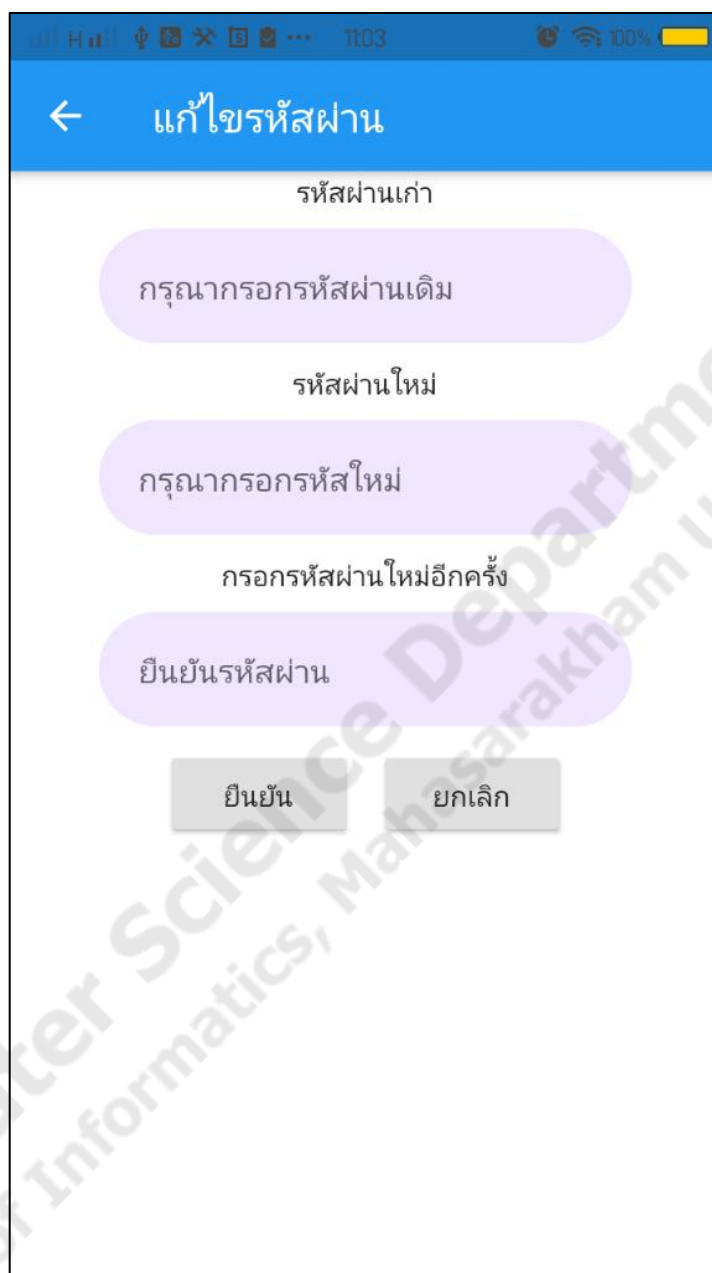 H 11:03 100%
แก้ไขรหัสผ่าน
รหัสผ่านเก่า
กรุณากรอกรหัสผ่านเดิม
รหัสผ่านใหม่
กรุณากรอกรหัสใหม่
กรอกรหัสผ่านใหม่อีกครั้ง
ยืนยันรหัสผ่าน
ยืนยัน ยกเลิก
Science Departme
of Informatics, Mahasarakham U